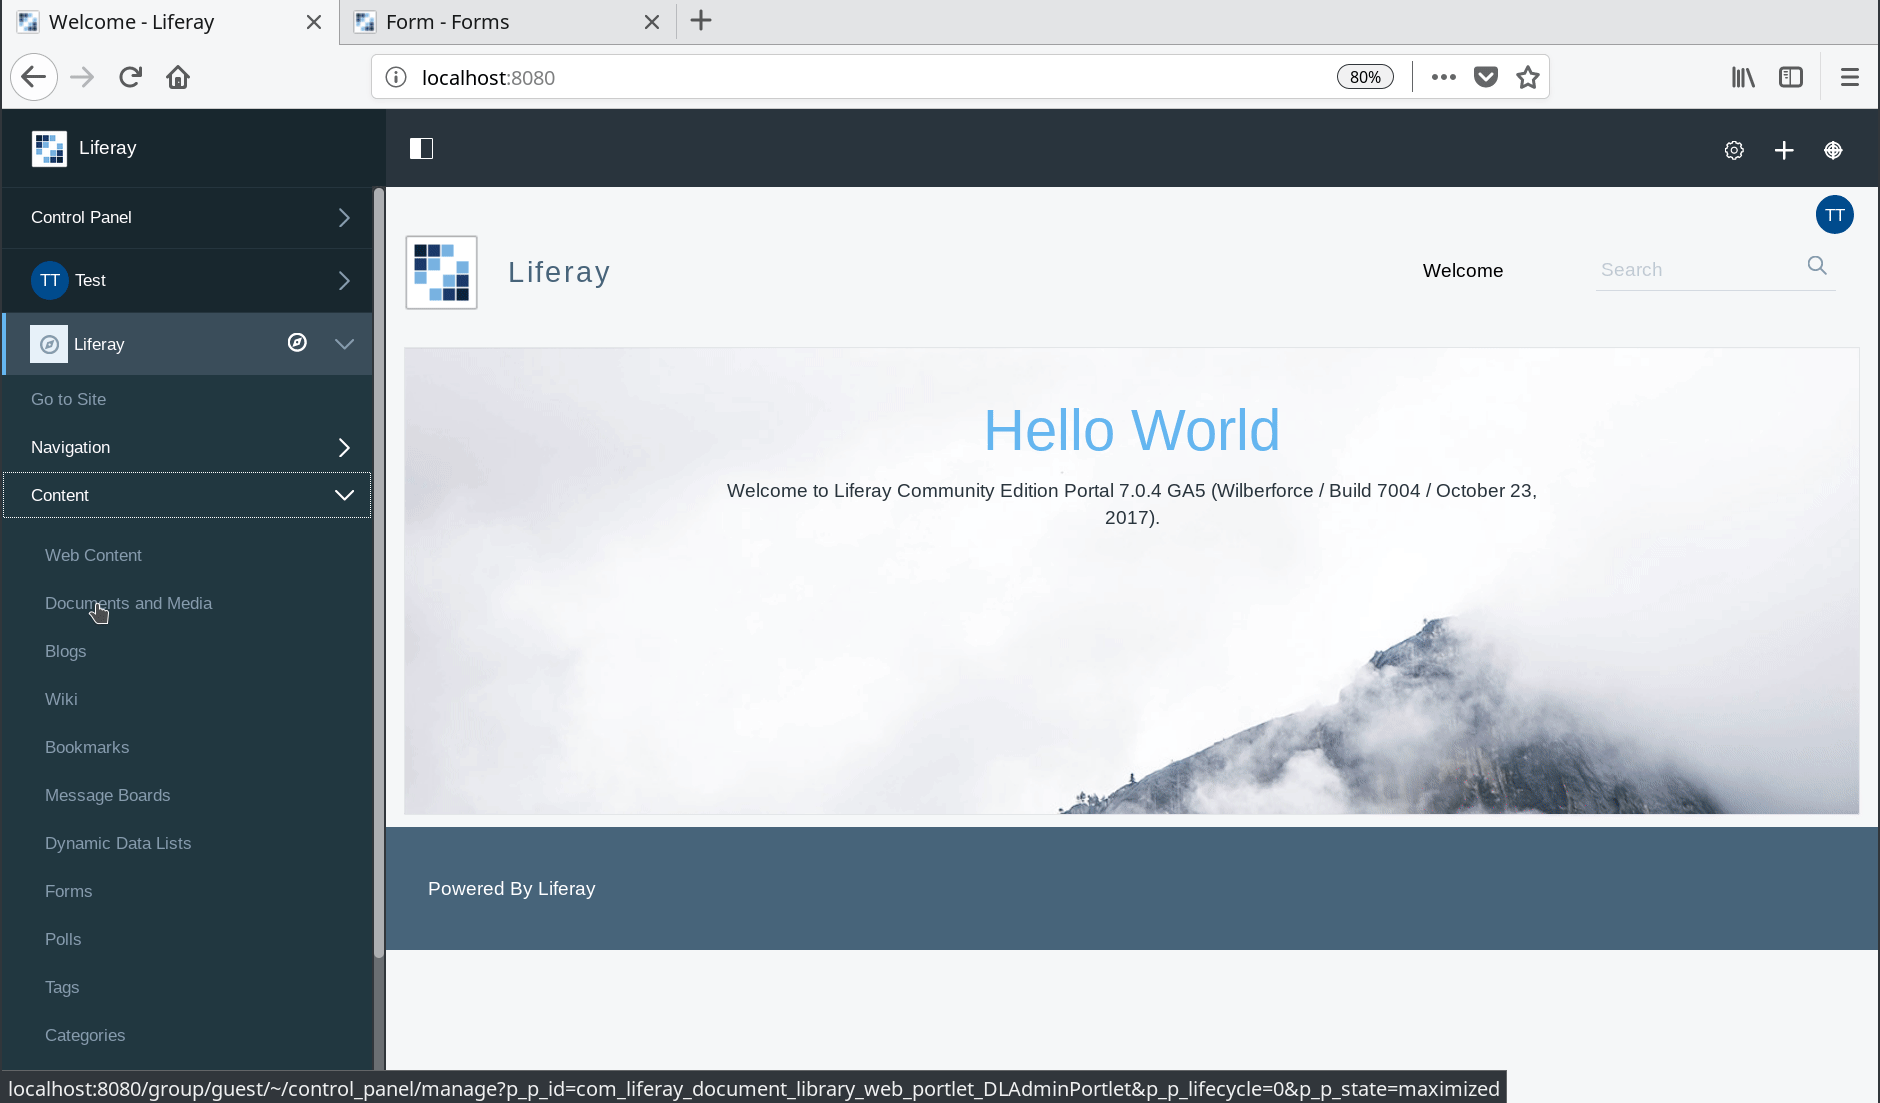 Welcome - Liferay
Form - Forms
localhost:8080
80%
Liferay
Control Panel
TT Test
Liferay
Go to Site
Navigation
Content
Web Content
Documents and Media
Blogs
Wiki
Bookmarks
Message Boards
Dynamic Data Lists
Forms
Polls
Tags
Categories
TT
Liferay
Welcome
Search
Hello World
Welcome to Liferay Community Edition Portal 7.0.4 GA5 (Wilberforce / Build 7004 / October 23,
2017).
Powered By Liferay
localhost:8080/group/guest/~/control_panel/manage?p_p_id=com_liferay_document_library_web_portlet_DLAdminPortlet&p_p_lifecycle=0&p_p_state=maximized